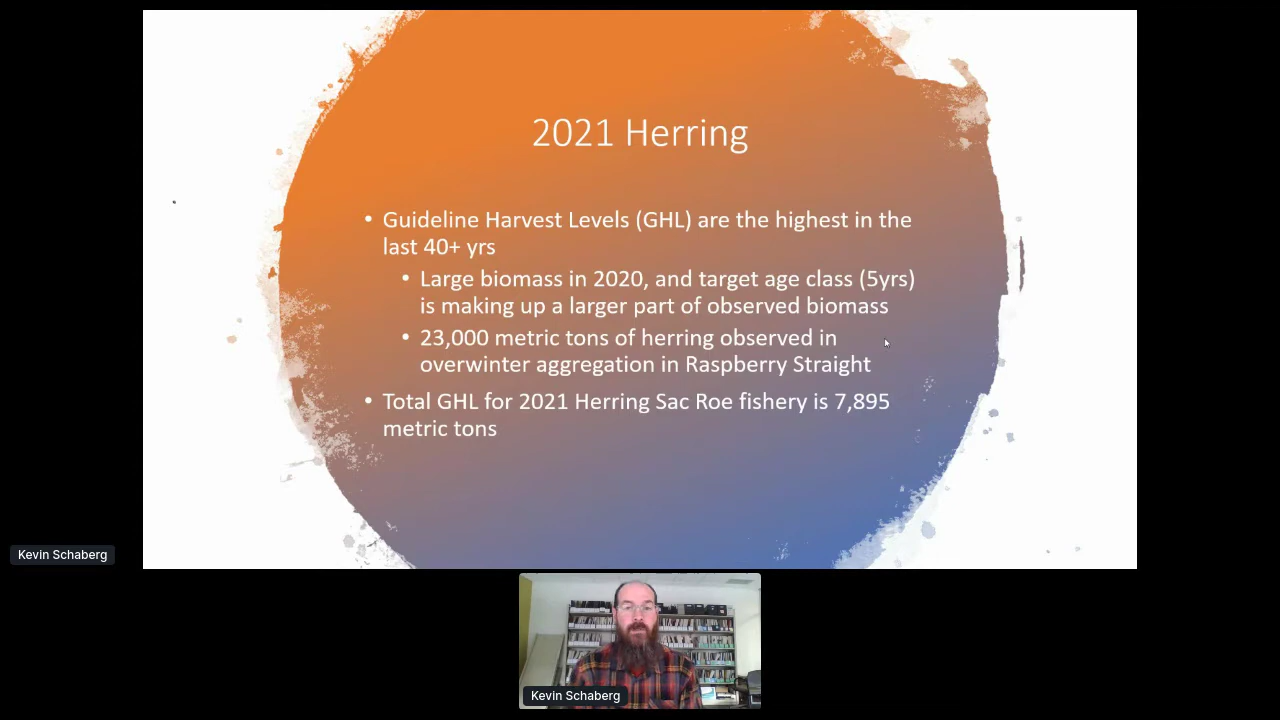 2021 Herring
• Guideline Harvest Levels (GHL) are the highest in the
last 40+ yrs
• Large biomass in 2020, and target age class (5yrs)
is making up a larger part of observed biomass
• 23,000 metric tons of herring observed in
overwinter aggregation in Raspberry Straight
• Total GHL for 2021 Herring Sac Roe fishery is 7,895
metric tons
Kevin Schaberg
Kevin Schaberg